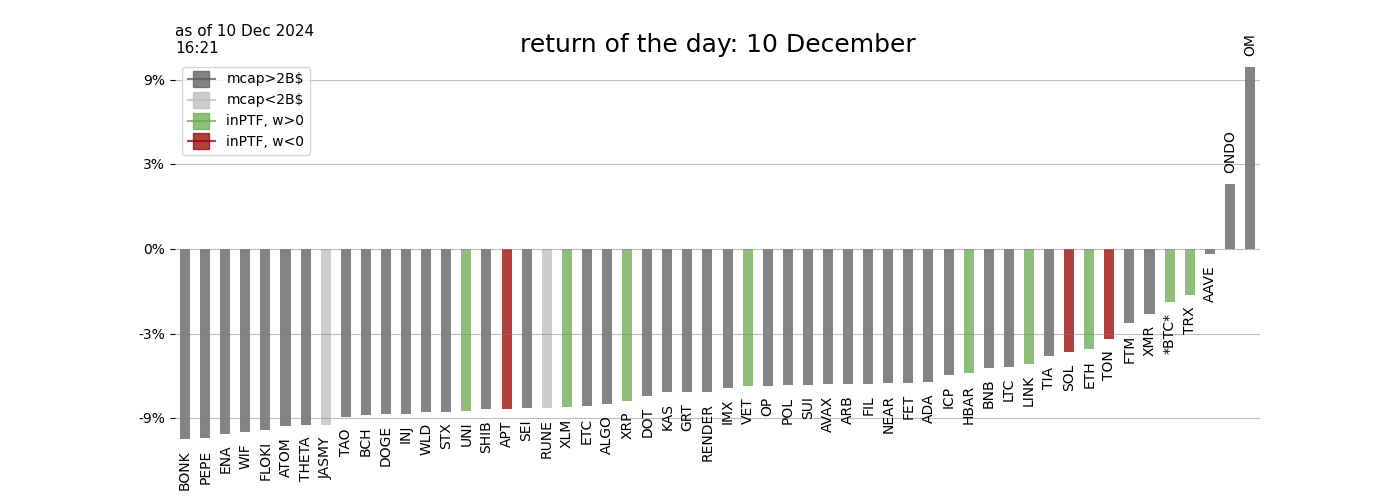 as of 10 Dec 2024
16:21
return of the day: 10 December
mcap>2B$
mcap<2B$
inPTF, w>0
inPTF, w<0
9%
3%
0%
-3%
-9%
BONK
PEPE
ENA
WIF
FLOKI
ATOM
THETA
JASMY
TAO
BCH
DOGE
INJ
WLD
STX
UNI
SHIB
APT
SEI
RUNE
XLM
ETC
ALGO
XRP
DOT
KAS
GRT
RENDER
IMX
VET
OP
POL
SUI
AVAX
ARB
FIL
NEAR
FET
ADA
ICP
HBAR
BNB
LTC
LINK
TIA
SOL
ETH
TON
FTM
XMR
*BTC*
TRX
AAVE
ONDO
OM